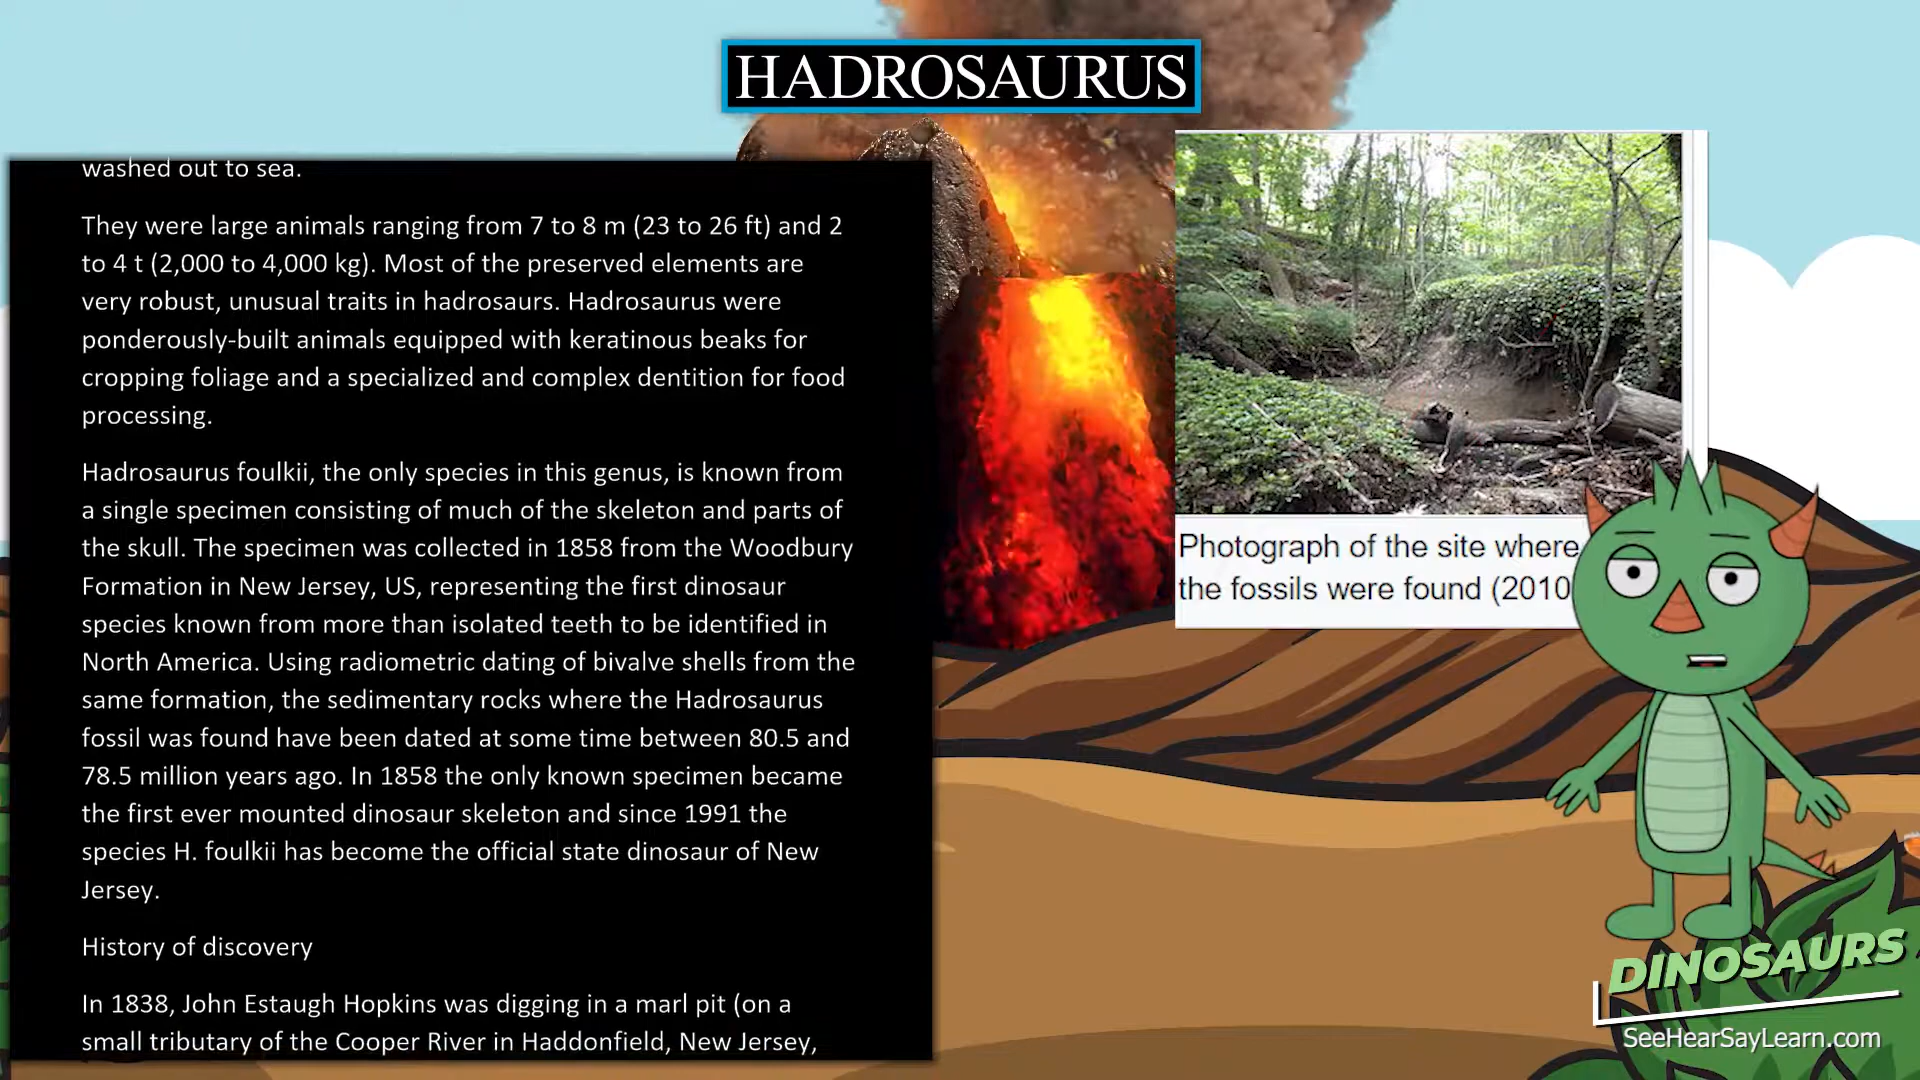 HADROSAURUS
washed out to sea.
They were large animals ranging from 7 to 8 m (23 to 26 ft) and 2
to 4 t (2,000 to 4,000 kg). Most of the preserved elements are
very robust, unusual traits in hadrosaurs. Hadrosaurus were
ponderously-built animals equipped with keratinous beaks for
cropping foliage and a specialized and complex dentition for food
processing.
Hadrosaurus foulkii, the only species in this genus, is known from
a single specimen consisting of much of the skeleton and parts of
the skull. The specimen was collected in 1858 from the Woodbury
Formation in New Jersey, US, representing the first dinosaur
species known from more than isolated teeth to be identified in
North America. Using radiometric dating of bivalve shells from the
same formation, the sedimentary rocks where the Hadrosaurus
fossil was found have been dated at some time between 80.5 and
78.5 million years ago. In 1858 the only known specimen became
the first ever mounted dinosaur skeleton and since 1991 the
species H. foulkii has become the official state dinosaur of New
Jersey.
History of discovery
In 1838, John Estaugh Hopkins was digging in a marl pit (on a
small tributary of the Cooper River in Haddonfield, New Jersey,
Photograph of the site where
the fossils were found (2010
DINOSAURS
SeeHearSayLearn.com